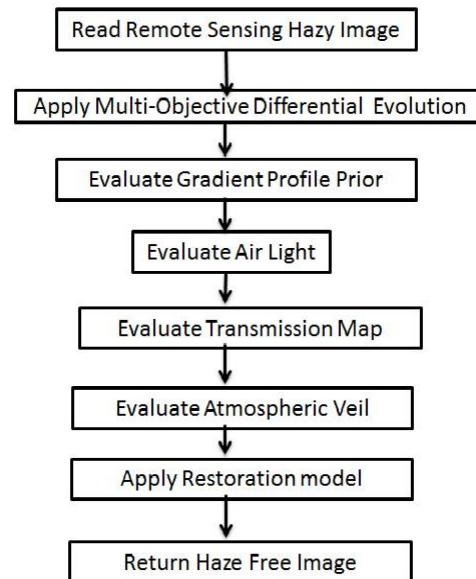 Read Remote Sensing Hazy Image
Apply Multi-Objective Differential Evolution
Evaluate Gradient Profile Prior
Evaluate Air Light
Evaluate Transmission Map
Evaluate Atmospheric Veil
Apply Restoration model
Return Haze Free Image